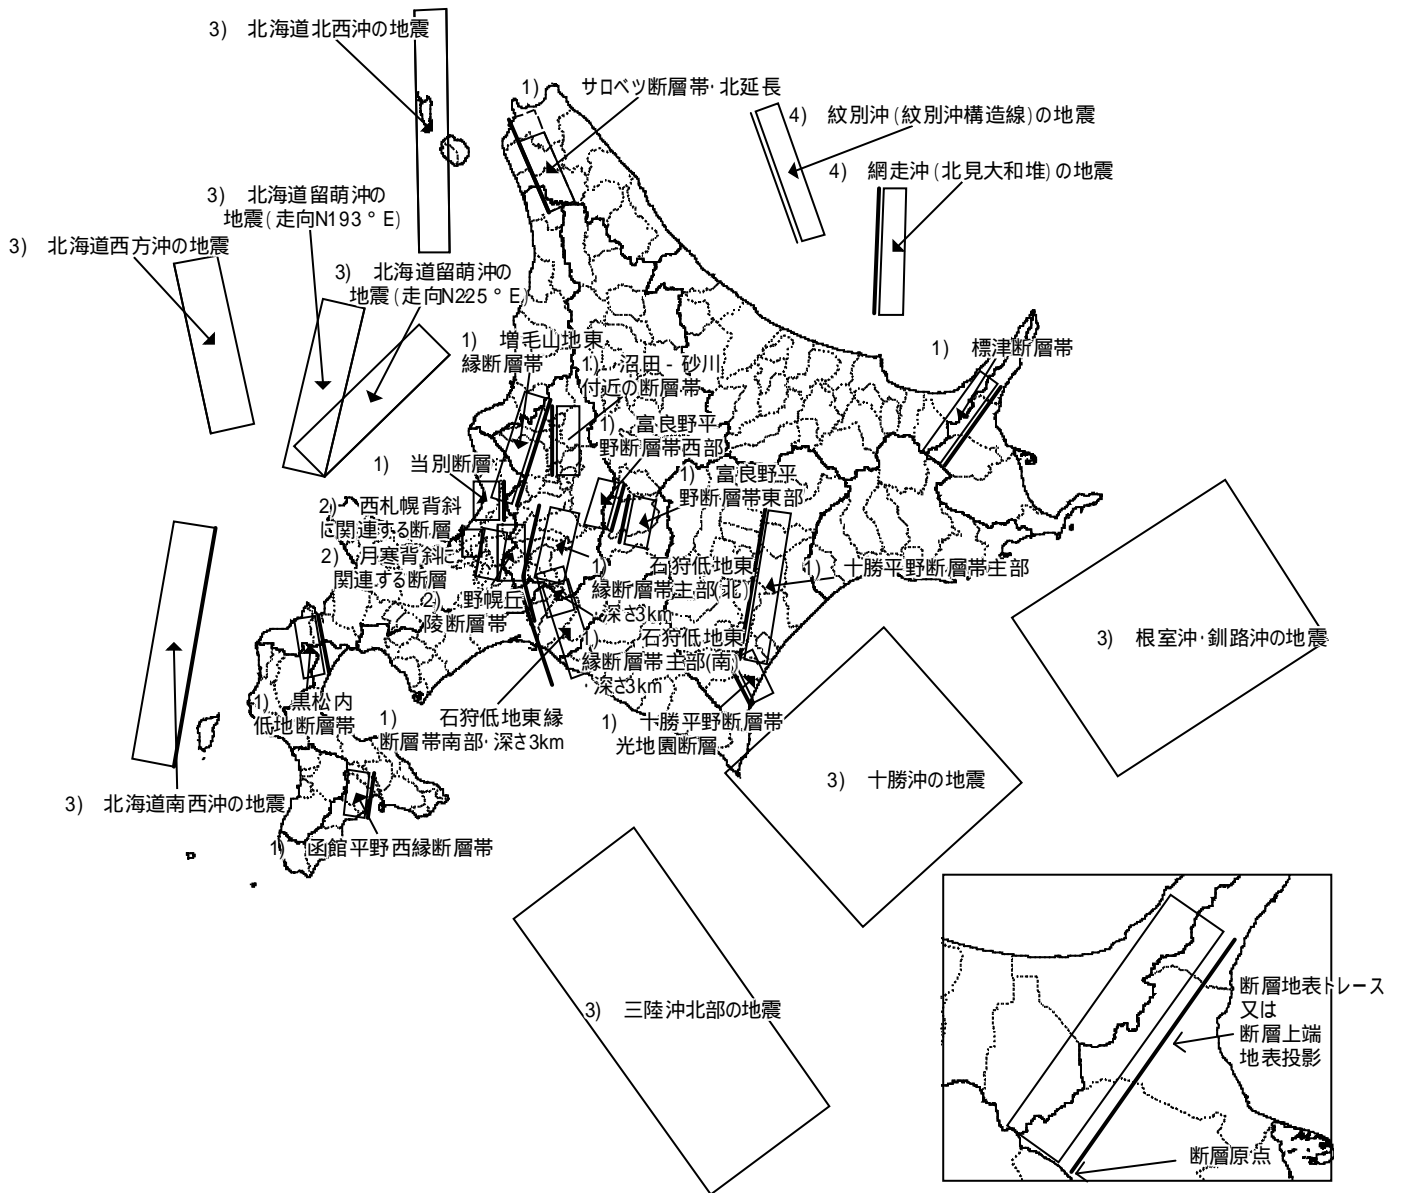 3) 北海道北西沖の地震
1) サロベツ断層帯・北延長
4) 紋別沖(紋別沖構造線)の地震
4) 網走沖(北見大和堆)の地震
3) 北海道留萌沖の
地震(走向N193°E)
3) 北海道西方沖の地震
3) 北海道留萌沖の
地震(走向N225°E)
1) 増毛山地東
縁断層帯
1) 沼田-砂川
付近の断層帯
1) 標津断層帯
1) 富良野平
野断層帯西部
1) 当別断層
1) 富良野平
野断層帯東部
2) 西札幌背斜
に関連する断層
2) 月寒背斜に
関連する断層
2) 野幌丘
陵断層帯
1) 石狩低地東
縁断層帯主部(北)
・深さ3km
1) 十勝平野断層帯主部
1) 石狩低地東
縁断層帯主部(南)
・深さ3km
3) 根室沖・釧路沖の地震
1) 黒松内
低地断層帯
1) 石狩低地東縁
断層帯南部・深さ3km
1) 十勝平野断層帯
光地園断層
3) 十勝沖の地震
3) 北海道南西沖の地震
1) 函館平野西縁断層帯
3) 三陸沖北部の地震
断層地表トレース
又は
断層上端
地表投影
断層原点